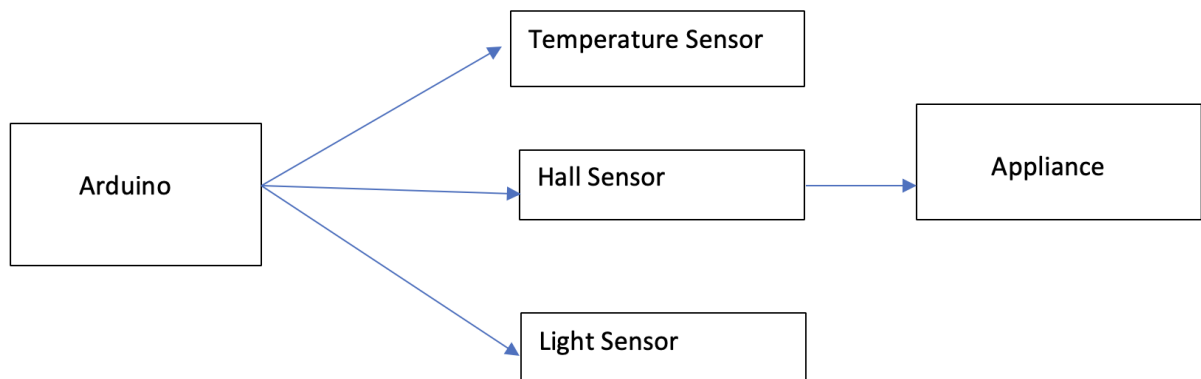 Temperature Sensor
Arduino
Hall Sensor
Appliance
Light Sensor